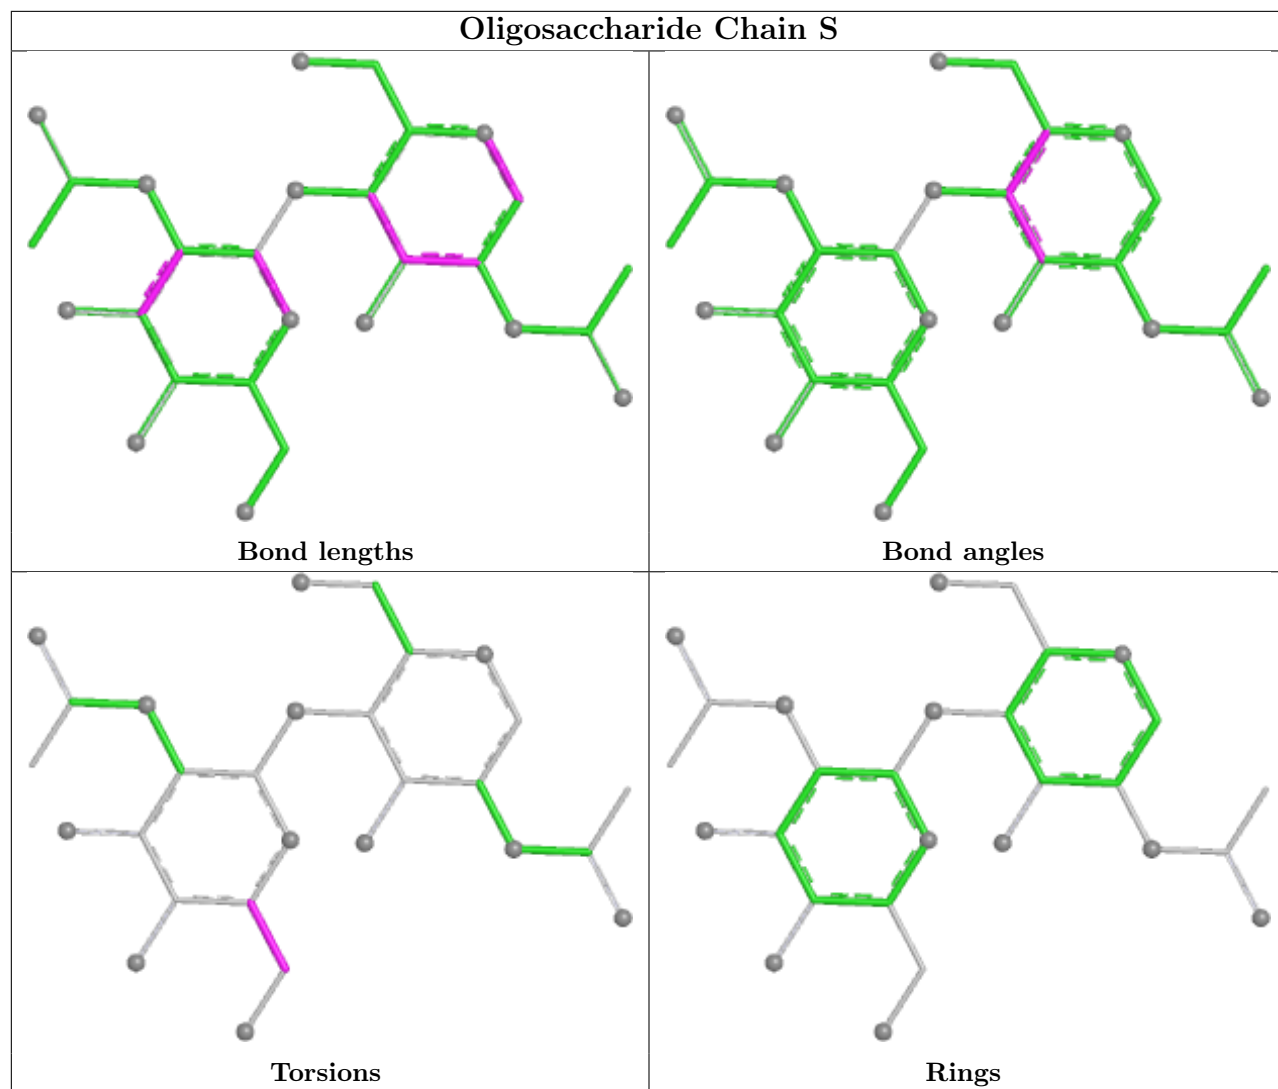 Oligosaccharide Chain S
Bond lengths
Bond angles
Torsions
Rings